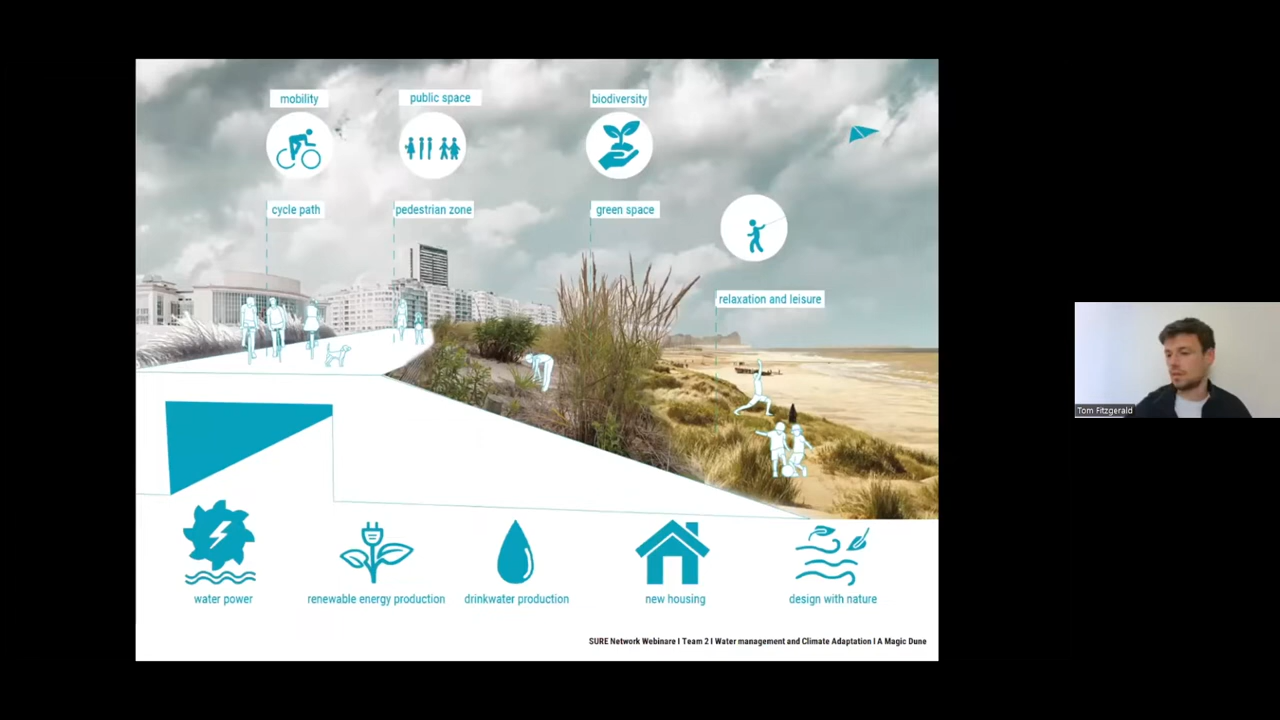 mobility
public space
biodiversity
cycle path
pedestrian zone
green space
relaxation and leisure
Tom Fitzgerald
water power
renewable energy production
drinkwater production
new housing
design with nature
SURE Network Webinare I Team 2 I Water management and Climate Adaptation I A Magic Dune